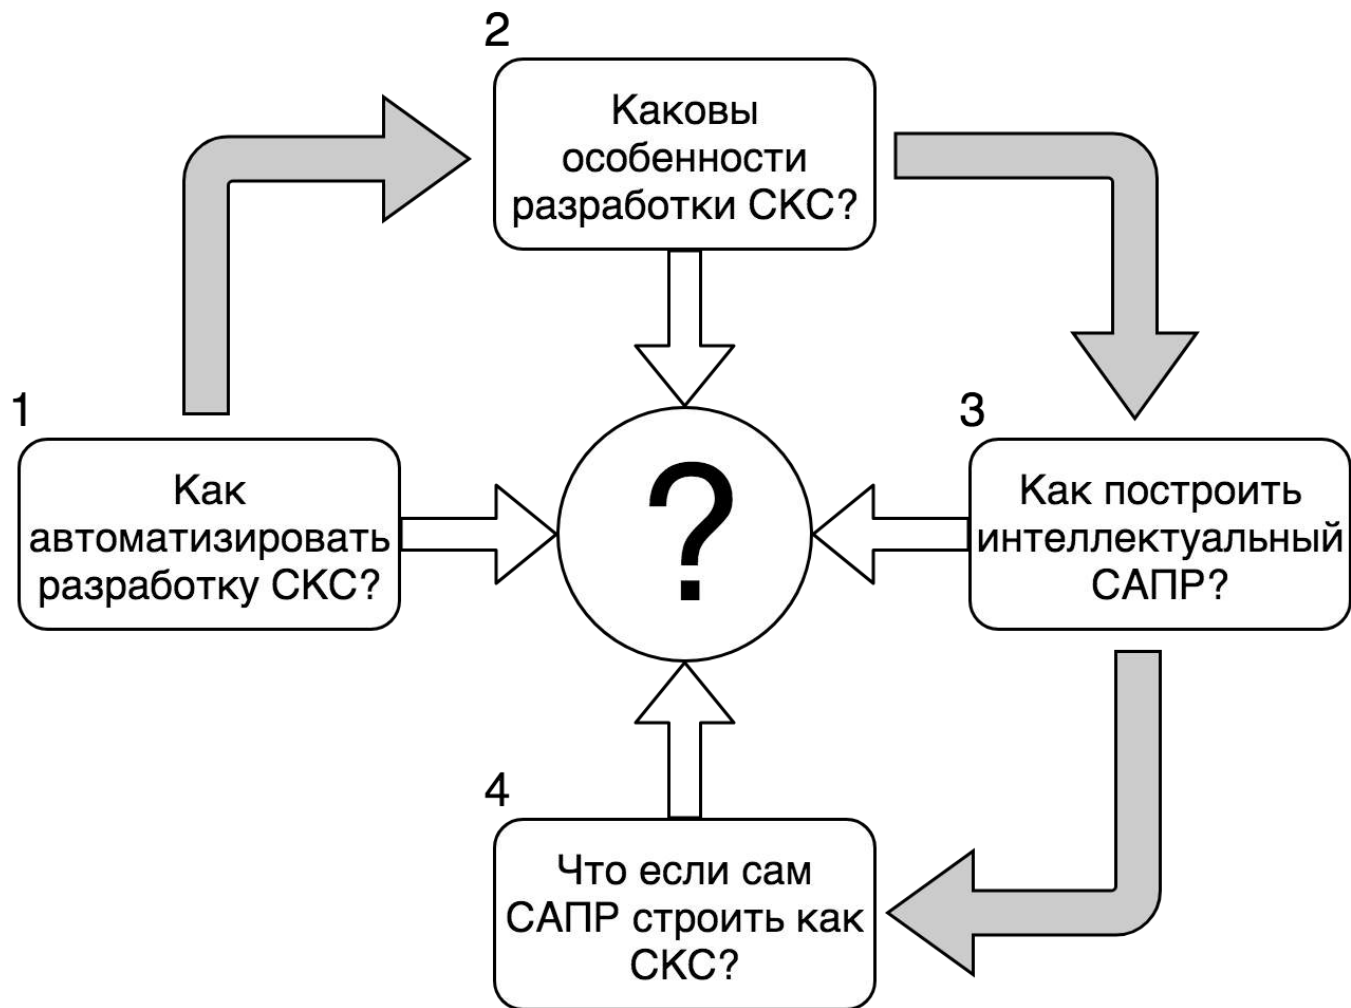 2
Каковы
особенности
разработки СКС?
1
Как
автоматизировать
разработку СКС?
?
3
Как построить
интеллектуальный
САПР?
4
Что если сам
САПР строить как
СКС?